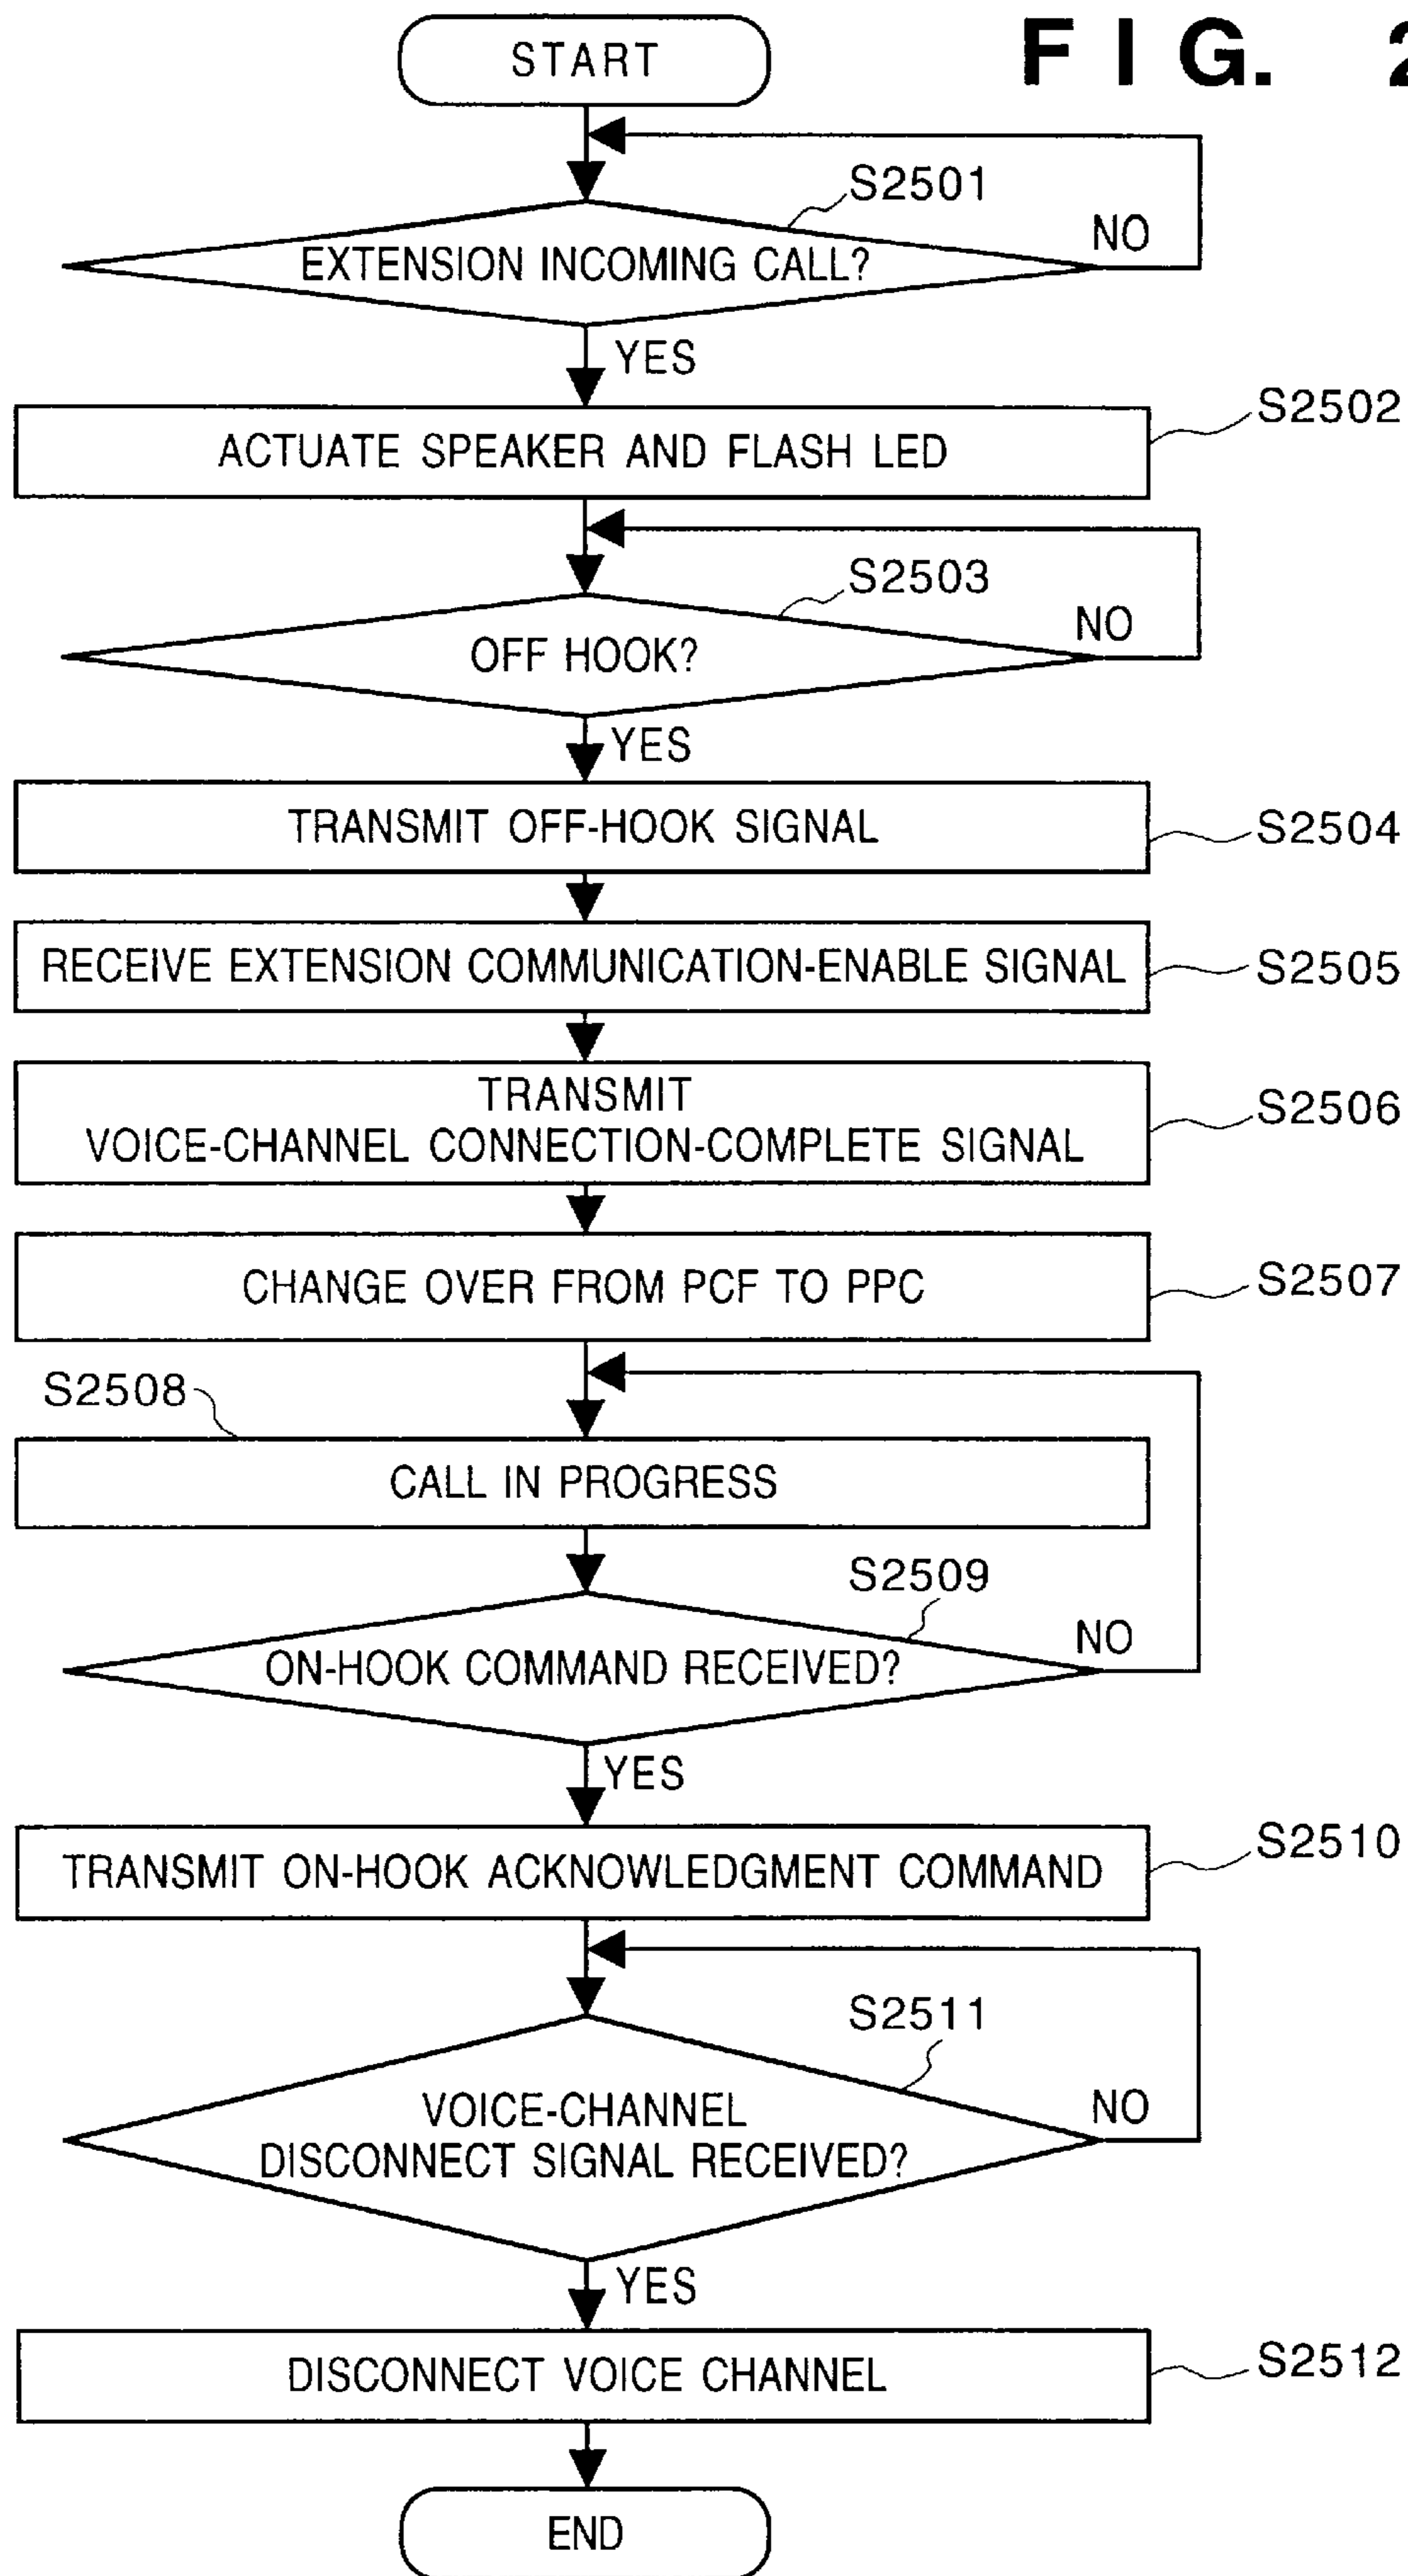 FIG. 2
START
S2501
EXTENSION INCOMING CALL?
NO
YES
S2502
ACTUATE SPEAKER AND FLASH LED
S2503
OFF HOOK?
NO
YES
TRANSMIT OFF-HOOK SIGNAL
S2504
RECEIVE EXTENSION COMMUNICATION-ENABLE SIGNAL
S2505
TRANSMIT
VOICE-CHANNEL CONNECTION-COMPLETE SIGNAL
S2506
CHANGE OVER FROM PCF TO PPC
S2507
S2508
CALL IN PROGRESS
S2509
ON-HOOK COMMAND RECEIVED?
NO
YES
TRANSMIT ON-HOOK ACKNOWLEDGMENT COMMAND
S2510
S2511
VOICE-CHANNEL
DISCONNECT SIGNAL RECEIVED?
NO
YES
DISCONNECT VOICE CHANNEL
S2512
END